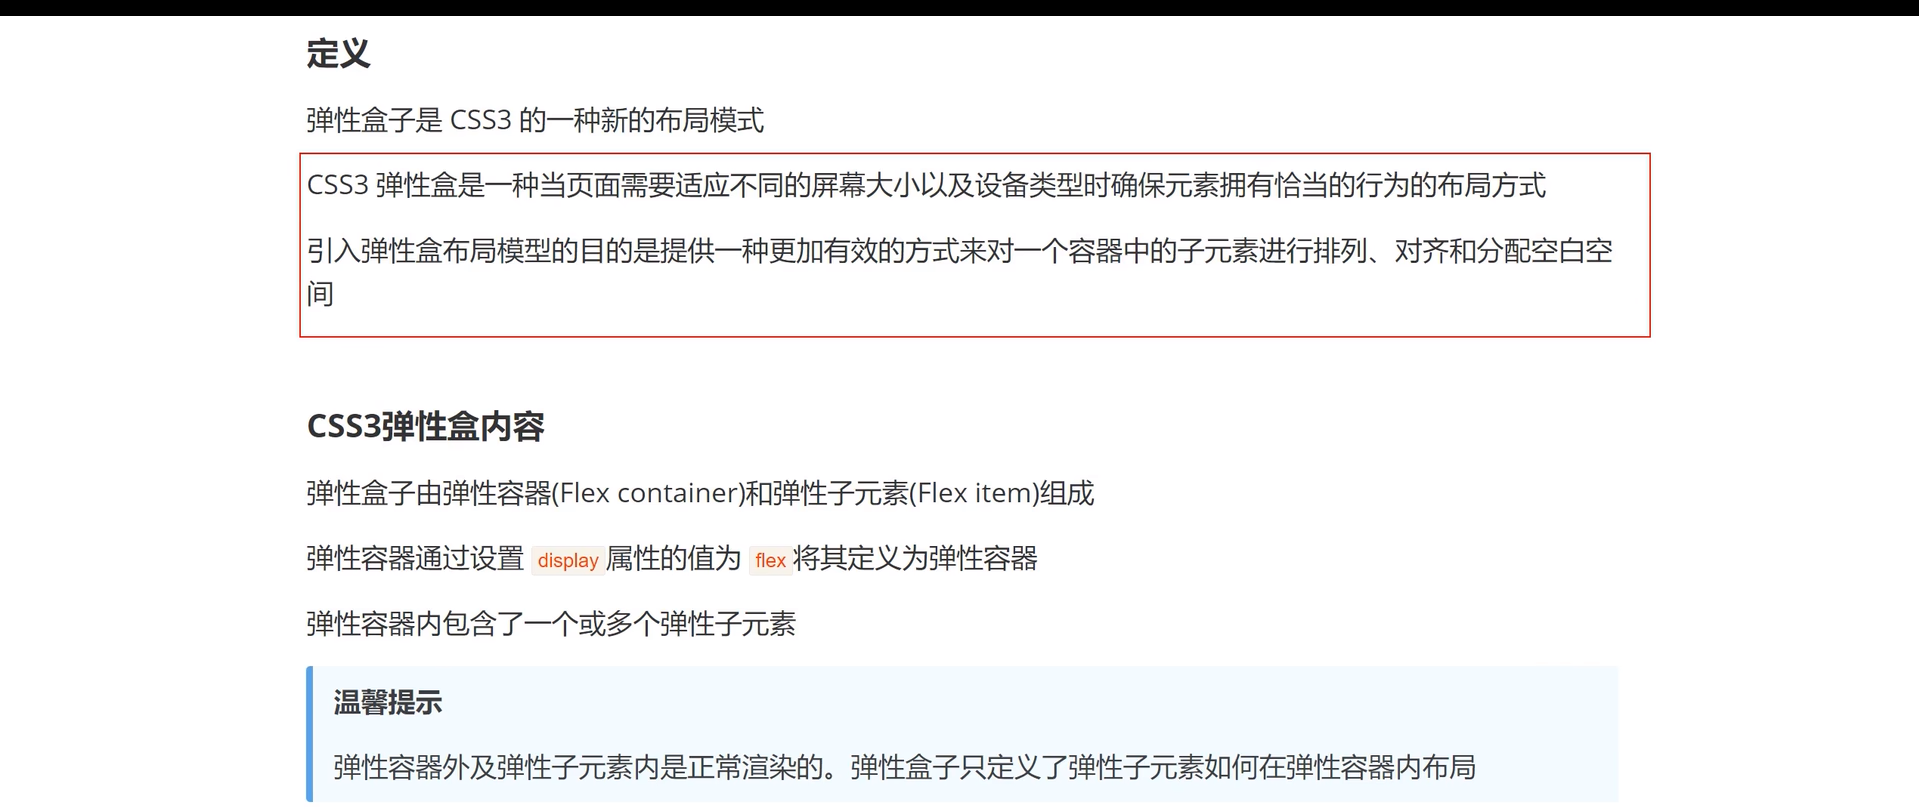 定义
弹性盒子是 CSS3 的一种新的布局模式
CSS3 弹性盒是一种当页面需要适应不同的屏幕大小以及设备类型时确保元素拥有恰当的行为的布局方式
引入弹性盒布局模型的目的是提供一种更加有效的方式来对一个容器中的子元素进行排列、对齐和分配空白空
间
CSS3弹性盒内容
弹性盒子由弹性容器(Flex container)和弹性子元素(Flex item)组成
弹性容器通过设置 display属性的值为 flex将其定义为弹性容器
弹性容器内包含了一个或多个弹性子元素
温馨提示
弹性容器外及弹性子元素内是正常渲染的。弹性盒子只定义了弹性子元素如何在弹性容器内布局